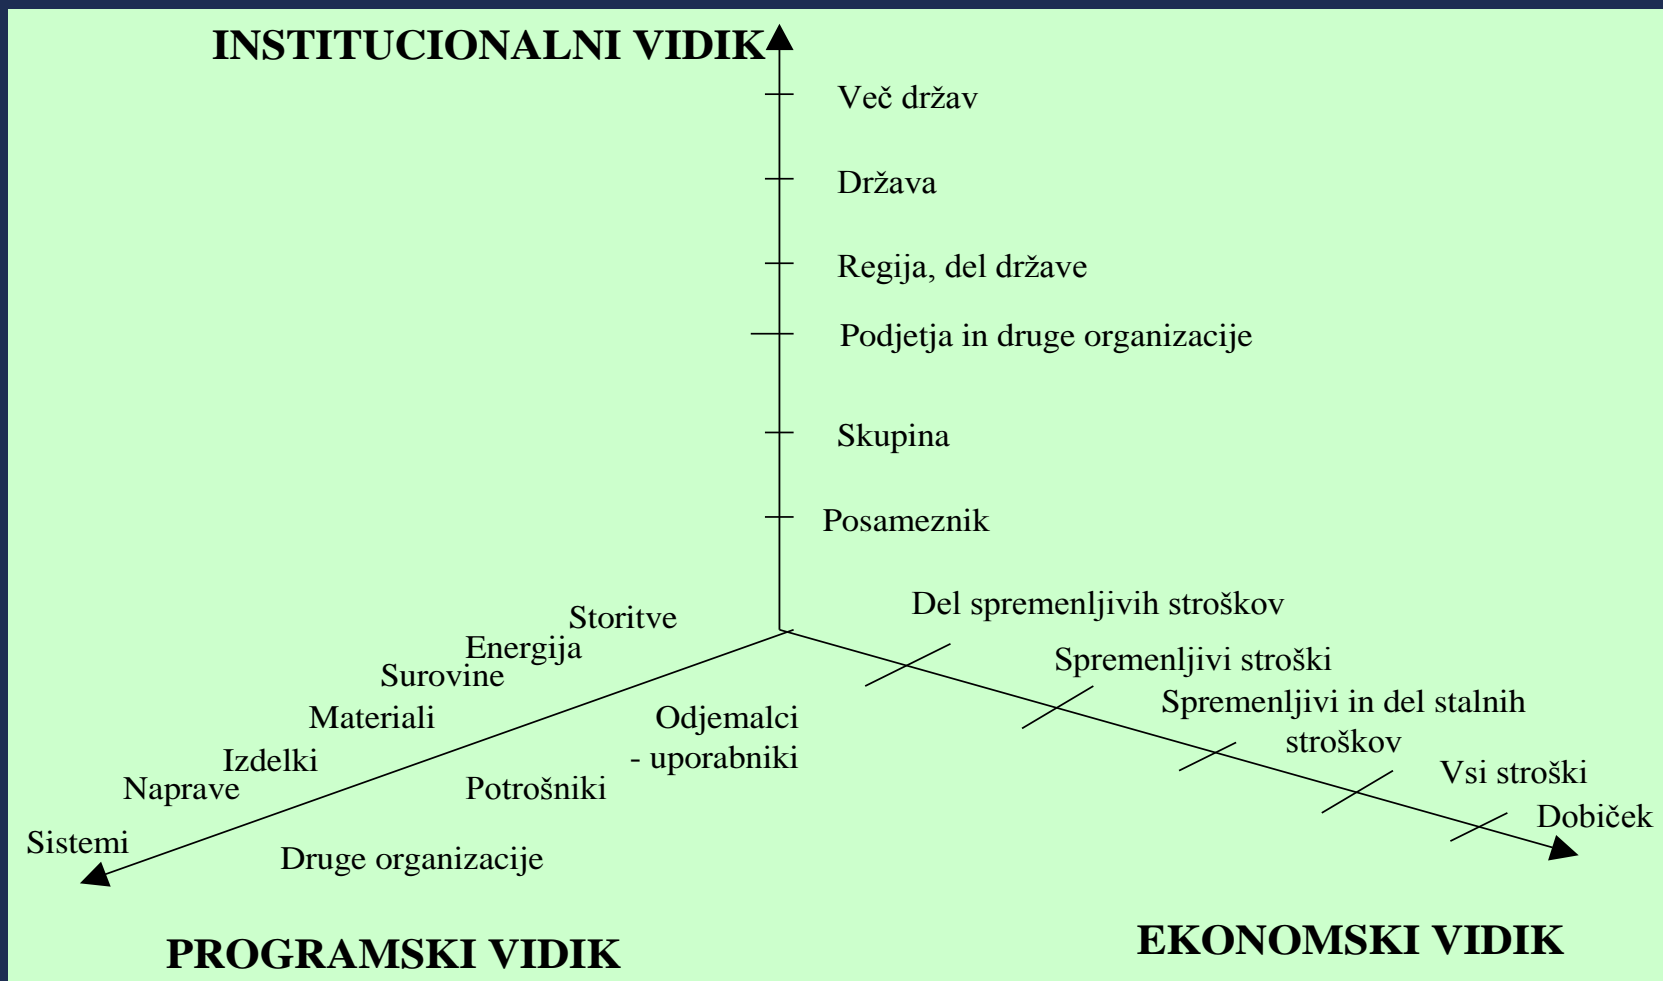 INSTITUCIONALNI VIDIK
Več držav
Država
Regija, del države
Podjetja in druge organizacije
Skupina
Posameznik
Storitve
Energija
Surovine
Materiali
Izdelki
Naprave
Sistemi
Odjemalci
- uporabniki
Potrošniki
Druge organizacije
PROGRAMSKI VIDIK
Del spremenljivih stroškov
Spremenljivi stroški
Spremenljivi in del stalnih
stroškov
Vsi stroški
Dobiček
EKONOMSKI VIDIK